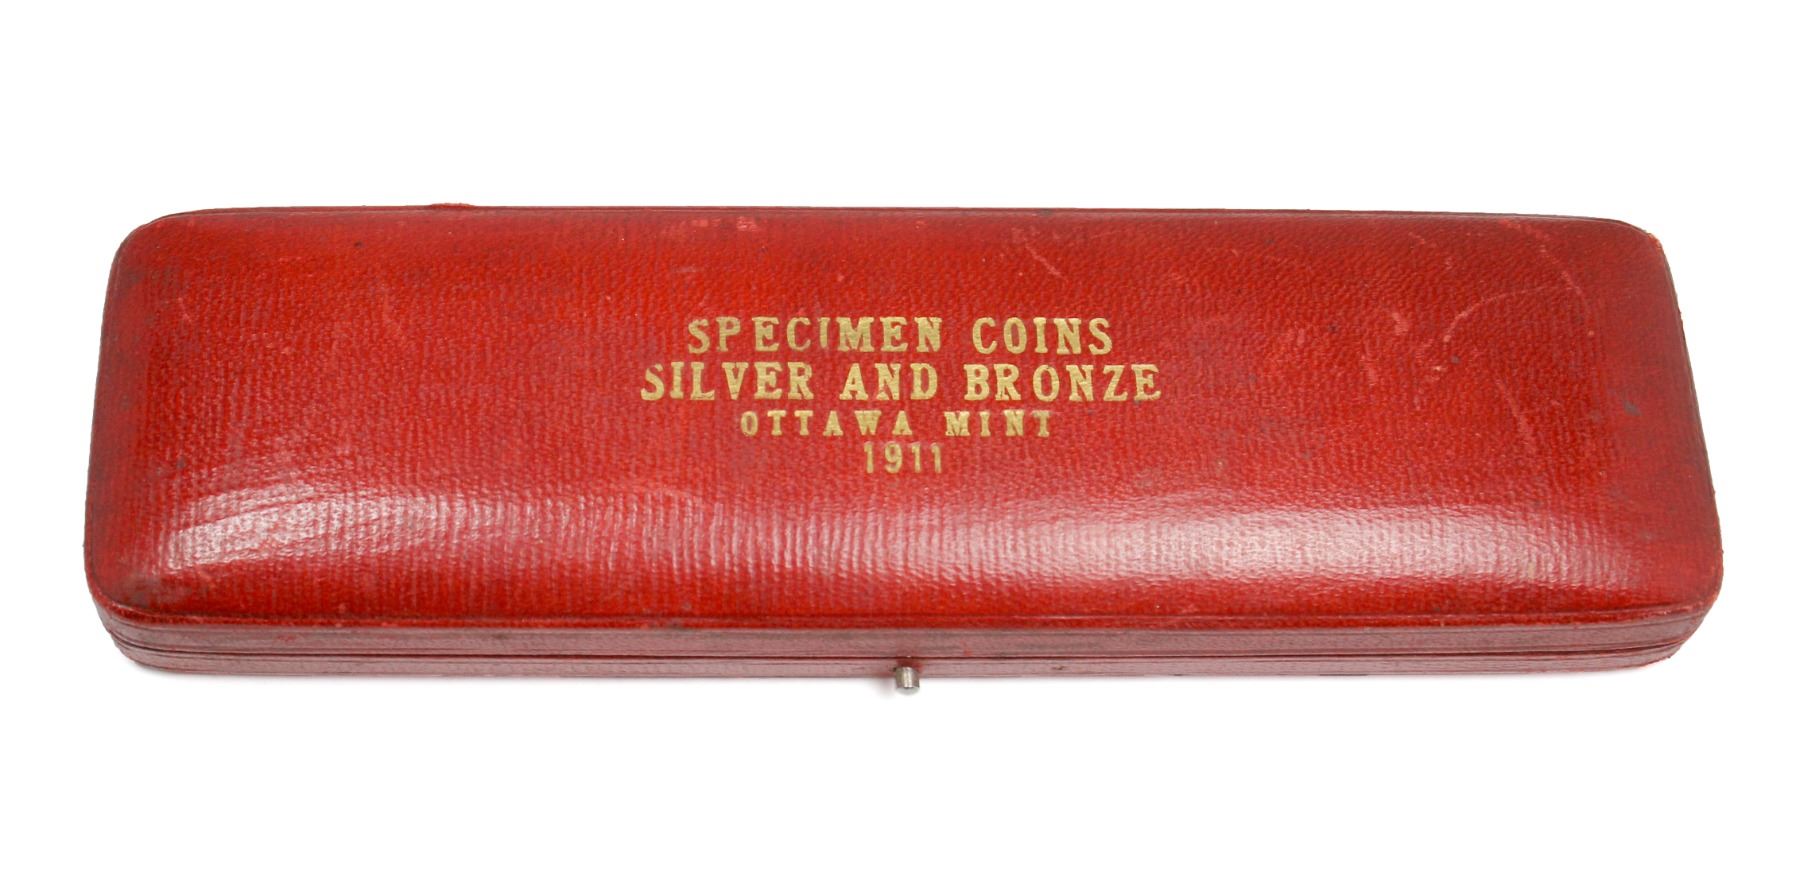 SPECIMEN COINS
SILVER AND BRONZE
OTTAWA MINT
1911